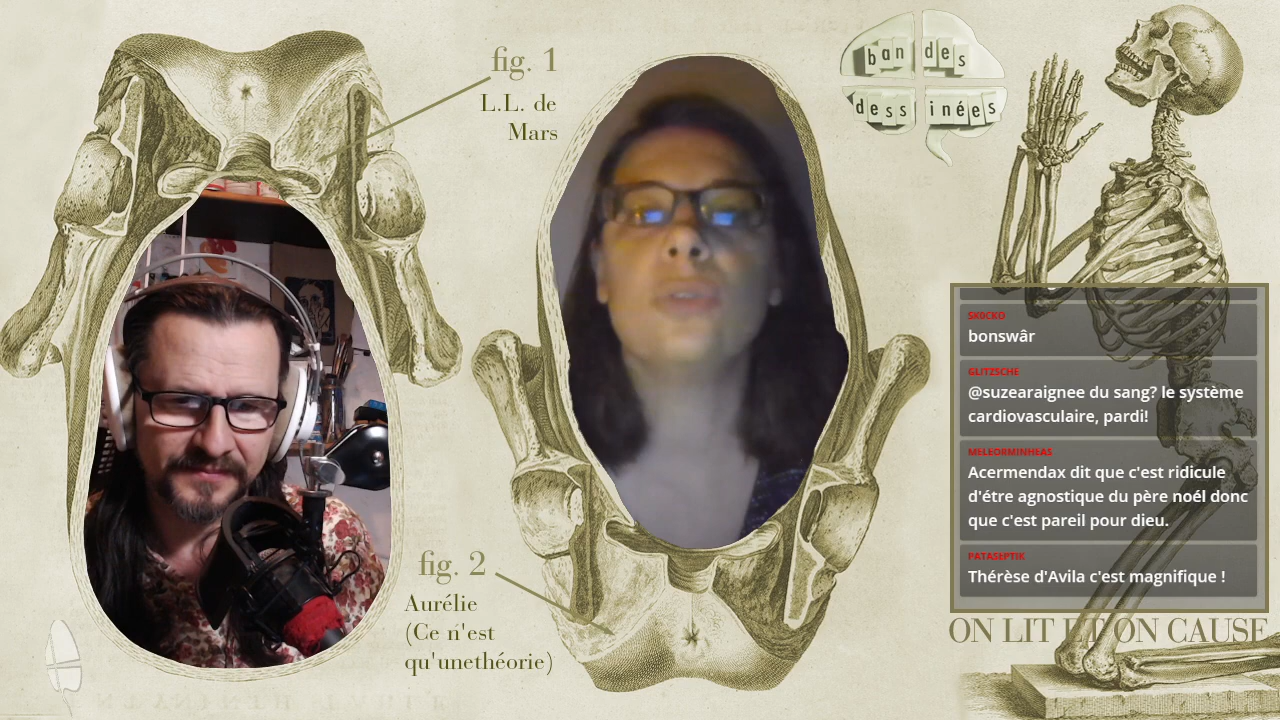 fig. 1
L.L. de
Mars
fig. 2
Aurélie
(Ce n'est
qu'unethéorie)
ban des
dess inées
SKOCKO
bonswâr
GLITZSCHE
@suzearaignee du sang? le système
cardiovasculaire, pardi!
MELEORMINHEAS
Acermendax dit que c'est ridicule
d'étre agnostique du père noél donc
que c'est pareil pour dieu.
PATASEPTIK
Thérèse d'Avila c'est magnifique !
ON LIT ET ON CAUSE